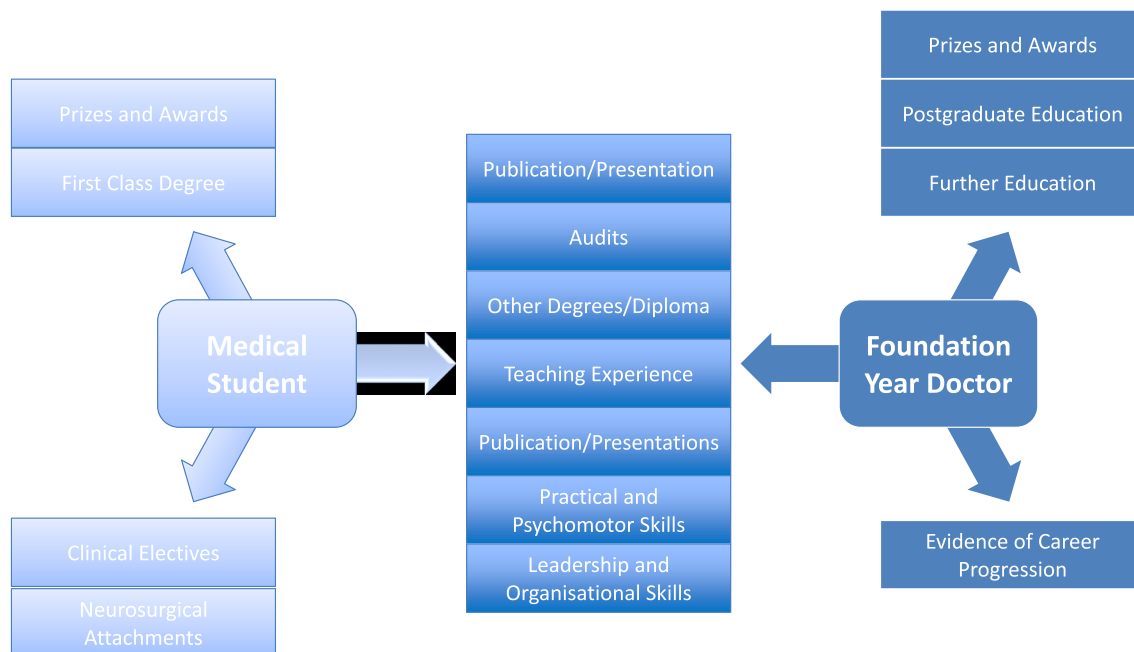 Prizes and Awards
First Class Degree
Medical
Student
Clinical Electives
Neurosurgical
Attachments
Publication/Presentation
Audits
Other Degrees/Diploma
Teaching Experience
Publication/Presentations
Practical and
Psychomotor Skills
Leadership and
Organisational Skills
Prizes and Awards
Postgraduate Education
Further Education
Foundation
Year Doctor
Evidence of Career
Progression